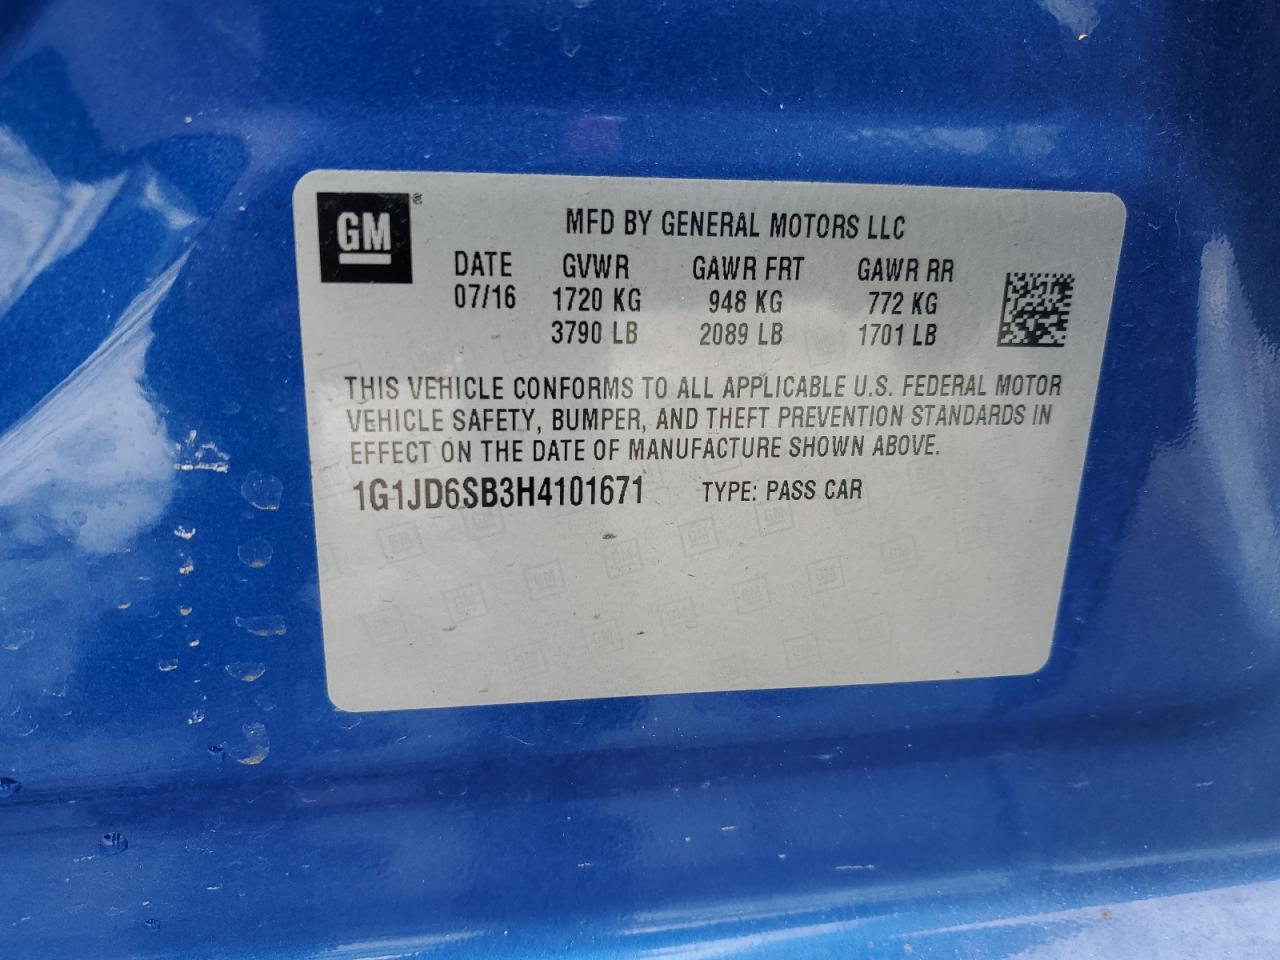 GM®
MFD BY GENERAL MOTORS LLC
DATE GVWR GAWR FRT GAWR RR
07/16 1720 KG 948 KG 772 KG
3790 LB 2089 LB 1701 LB
THIS VEHICLE CONFORMS TO ALL APPLICABLE U.S. FEDERAL MOTOR
VEHICLE SAFETY, BUMPER, AND THEFT PREVENTION STANDARDS IN
EFFECT ON THE DATE OF MANUFACTURE SHOWN ABOVE.
1G1JD6SB3H4101671 TYPE: PASS CAR